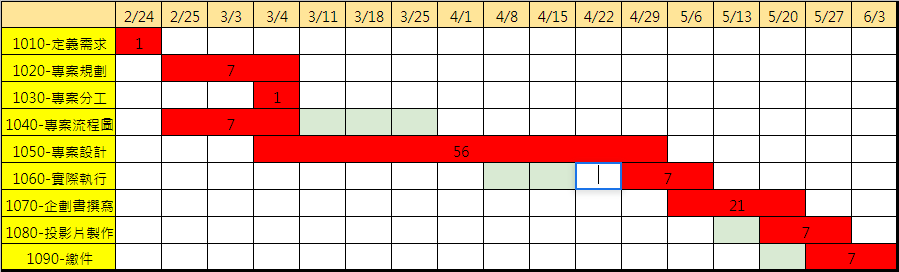 2/24 2/25 3/3 3/4 3/11 3/18 3/25 4/1 4/8 4/15 4/22 4/29 5/6 5/13 5/20 5/27 6/3
1010-定義需求 1
1020-專案規劃 7
1030-專案分工 1
1040-專案流程圖 7
1050-專案設計 56
1060-實際執行 7
1070-企劃書撰寫 21
1080-投影片製作 7
1090-繳件 7